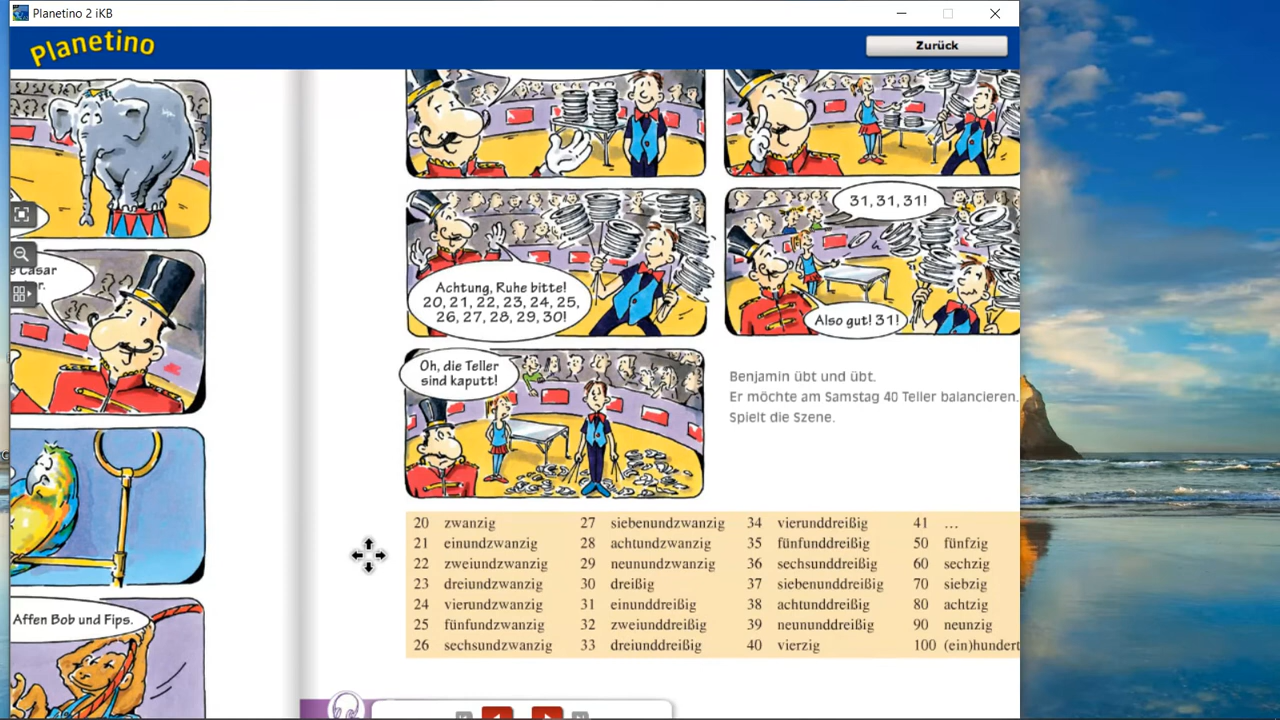 Planetino 2 iKB
Planetino
Zurück
e Cäsar
r.
Affen Bob und Fips.
Achtung, Ruhe bitte!
20, 21, 22, 23, 24, 25,
26, 27, 28, 29, 30!
31, 31, 31!
Also gut! 31!
Oh, die Teller
sind kaputt!
Benjamin übt und übt.
Er möchte am Samstag 40 Teller balancieren.
Spielt die Szene.
20 zwanzig 27 siebenundzwanzig 34 vierunddreißig 41 ...
21 einundzwanzig 28 achtundzwanzig 35 fünfunddreißig 50 fünfzig
22 zweiundzwanzig 29 neunundzwanzig 36 sechsunddreißig 60 sechzig
23 dreiundzwanzig 30 dreißig 37 siebenunddreißig 70 siebzig
24 vierundzwanzig 31 einunddreißig 38 achtunddreißig 80 achtzig
25 fünfundzwanzig 32 zweiunddreißig 39 neununddreißig 90 neunzig
26 sechsundzwanzig 33 dreiunddreißig 40 vierzig 100 (ein)hundert